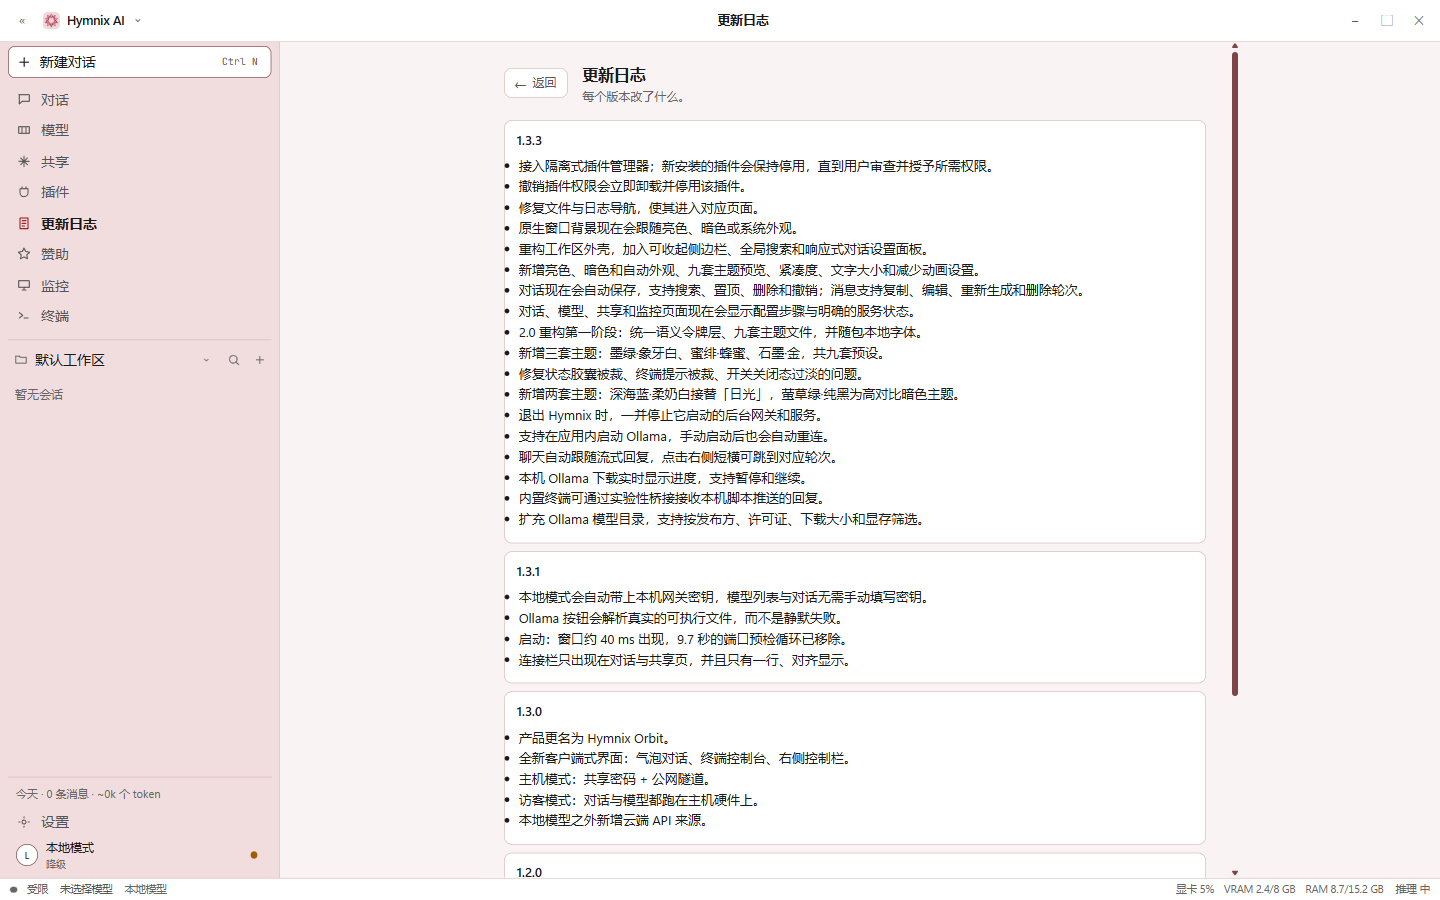 « Hymnix AI
更新日志
+ 新建对话 Ctrl N
对话
模型
共享
插件
更新日志
赞助
监控
终端
默认工作区
暂无会话
今天 · 0 条消息 · ~0k 个 token
设置
L 本地模式
降级
← 返回
更新日志
每个版本改了什么。
1.3.3
• 接入隔离式插件管理器；新安装的插件会保持停用，直到用户审查并授予所需权限。
• 撤销插件权限会立即卸载并停用该插件。
• 修复文件与日志导航，使其进入对应页面。
• 原生窗口背景现在会跟随亮色、暗色或系统外观。
• 重构工作区外壳，加入可收起侧边栏、全局搜索和响应式对话设置面板。
• 新增亮色、暗色和自动外观、九套主题预览、紧凑度、文字大小和减少动画设置。
• 对话现在会自动保存，支持搜索、置顶、删除和撤销；消息支持复制、编辑、重新生成和删除轮次。
• 对话、模型、共享和监控页面现在会显示配置步骤与明确的服务状态。
• 2.0 重构第一阶段：统一语义令牌层、九套主题文件，并随包本地字体。
• 新增三套主题：墨绿·象牙白、蜜绯·蜂蜜、石墨·金，共九套预设。
• 修复状态胶囊被裁、终端提示被裁、开关关闭态过淡的问题。
• 新增两套主题：深海蓝·柔奶白接替「日光」，萤草绿·纯黑为高对比暗色主题。
• 退出 Hymnix 时，一并停止它启动的后台网关和服务。
• 支持在应用内启动 Ollama，手动启动后也会自动重连。
• 聊天自动跟随流式回复，点击右侧短横可跳到对应轮次。
• 本机 Ollama 下载实时显示进度，支持暂停和继续。
• 内置终端可通过实验性桥接接收本机脚本推送的回复。
• 扩充 Ollama 模型目录，支持按发布方、许可证、下载大小和显存筛选。
1.3.1
• 本地模式会自动带上本机网关密钥，模型列表与对话无需手动填写密钥。
• Ollama 按钮会解析真实的可执行文件，而不是静默失败。
• 启动：窗口约 40 ms 出现，9.7 秒的端口预检循环已移除。
• 连接栏只出现在对话与共享页，并且只有一行、对齐显示。
1.3.0
• 产品更名为 Hymnix Orbit。
• 全新客户端式界面：气泡对话、终端控制台、右侧控制栏。
• 主机模式：共享密码 + 公网隧道。
• 访客模式：对话与模型都跑在主机硬件上。
• 本地模型之外新增云端 API 来源。
1.2.0
受限 未选择模型 本地模型
显卡 5% VRAM 2.4/8 GB RAM 8.7/15.2 GB 推理 中